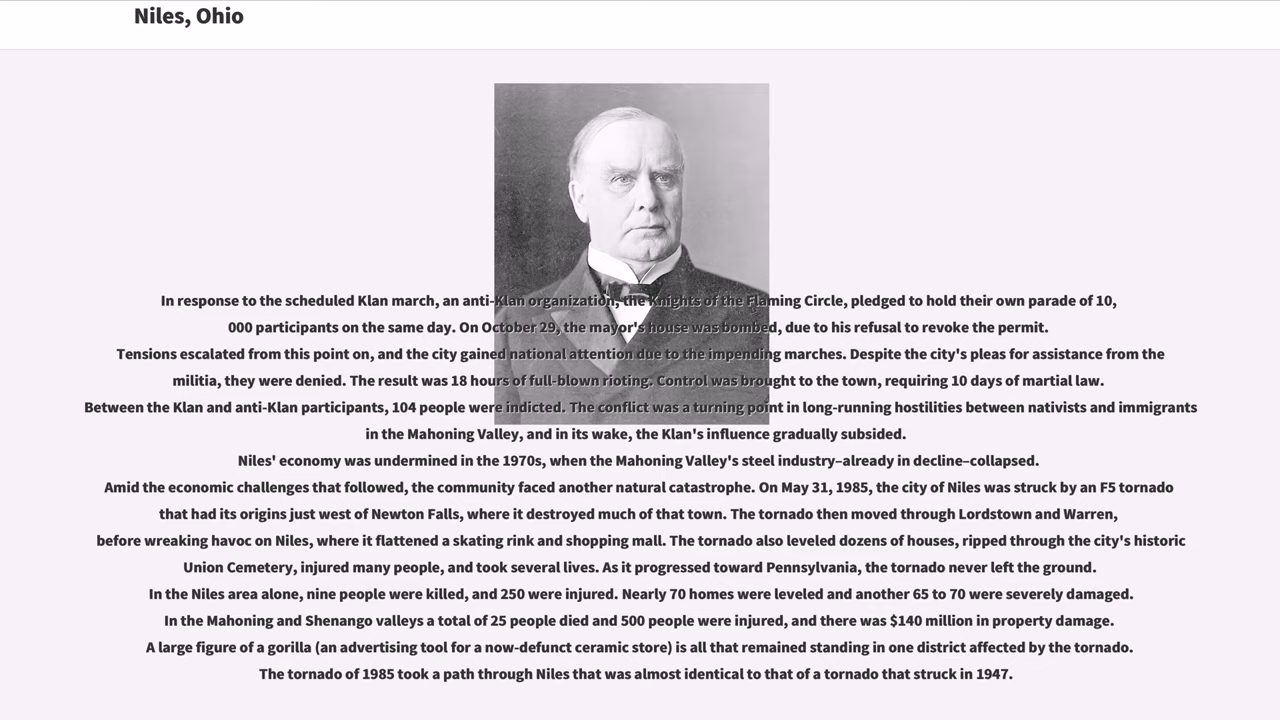 Niles, Ohio
In response to the scheduled Klan march, an anti-Klan organization, the Knights of the Flaming Circle, pledged to hold their own parade of 10,
000 participants on the same day. On October 29, the mayor's house was bombed, due to his refusal to revoke the permit.
Tensions escalated from this point on, and the city gained national attention due to the impending marches. Despite the city's pleas for assistance from the
militia, they were denied. The result was 18 hours of full-blown rioting. Control was brought to the town, requiring 10 days of martial law.
Between the Klan and anti-Klan participants, 104 people were indicted. The conflict was a turning point in long-running hostilities between nativists and immigrants
in the Mahoning Valley, and in its wake, the Klan's influence gradually subsided.
Niles' economy was undermined in the 1970s, when the Mahoning Valley's steel industry–already in decline–collapsed.
Amid the economic challenges that followed, the community faced another natural catastrophe. On May 31, 1985, the city of Niles was struck by an F5 tornado
that had its origins just west of Newton Falls, where it destroyed much of that town. The tornado then moved through Lordstown and Warren,
before wreaking havoc on Niles, where it flattened a skating rink and shopping mall. The tornado also leveled dozens of houses, ripped through the city's historic
Union Cemetery, injured many people, and took several lives. As it progressed toward Pennsylvania, the tornado never left the ground.
In the Niles area alone, nine people were killed, and 250 were injured. Nearly 70 homes were leveled and another 65 to 70 were severely damaged.
In the Mahoning and Shenango valleys a total of 25 people died and 500 people were injured, and there was $140 million in property damage.
A large figure of a gorilla (an advertising tool for a now-defunct ceramic store) is all that remained standing in one district affected by the tornado.
The tornado of 1985 took a path through Niles that was almost identical to that of a tornado that struck in 1947.